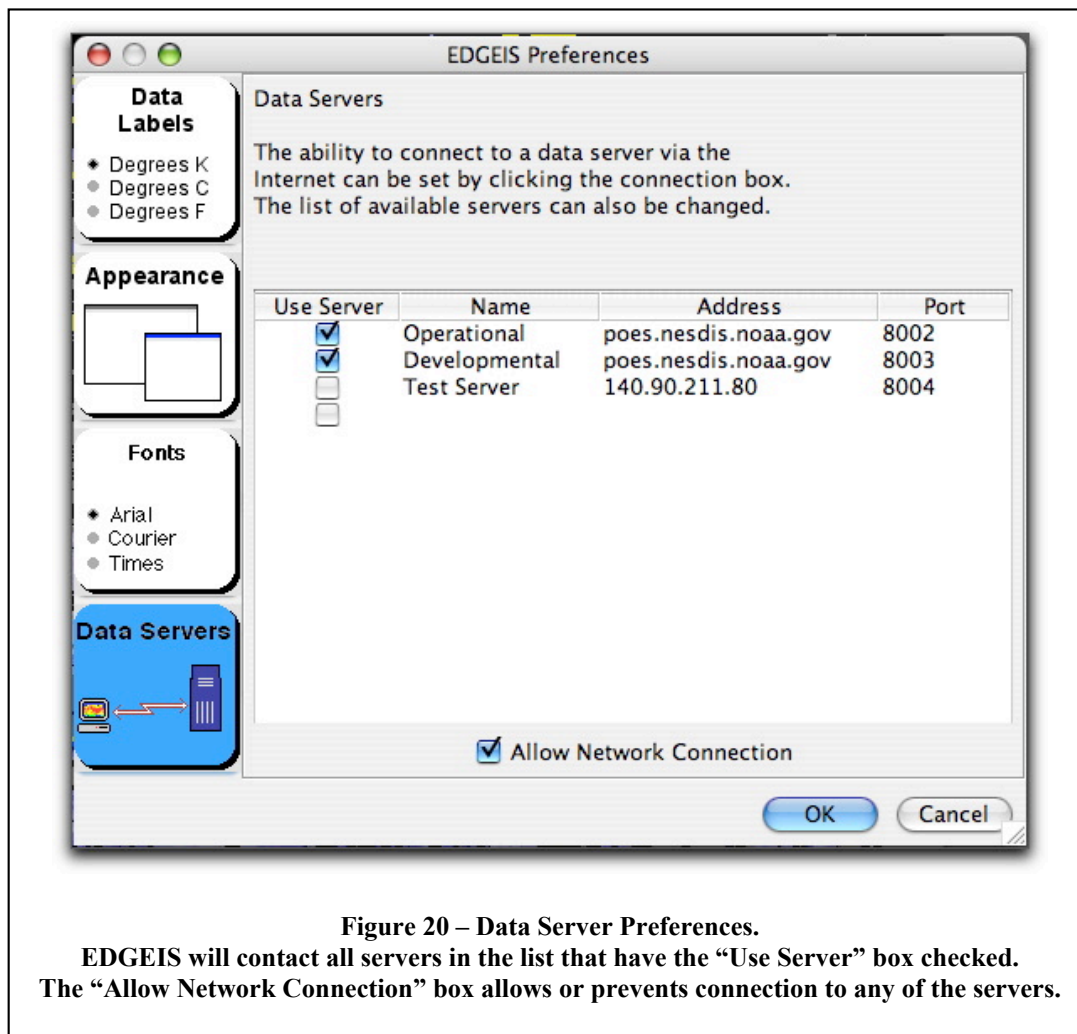 EDGEIS Preferences
Data
Labels
Degrees K
Degrees C
Degrees F
Appearance
Fonts
Arial
Courier
Times
Data Servers
Data Servers
The ability to connect to a data server via the
Internet can be set by clicking the connection box.
The list of available servers can also be changed.
Use Server Name Address Port
Operational poes.nesdis.noaa.gov 8002
Developmental poes.nesdis.noaa.gov 8003
Test Server 140.90.211.80 8004
Allow Network Connection
OK Cancel
Figure 20 – Data Server Preferences.
EDGEIS will contact all servers in the list that have the “Use Server” box checked.
The “Allow Network Connection” box allows or prevents connection to any of the servers.